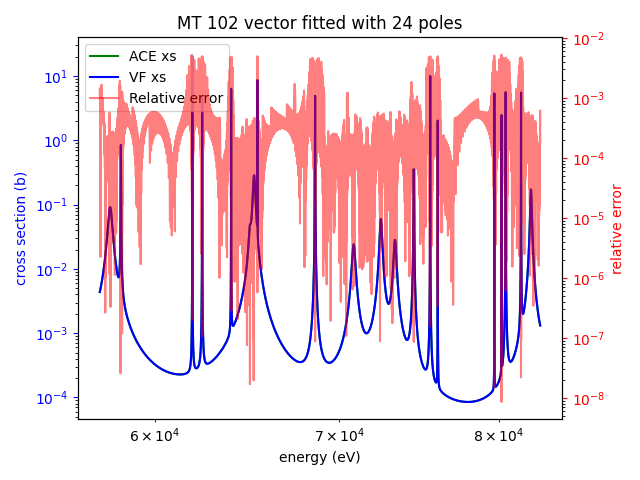 MT 102 vector fitted with 24 poles
ACE xs
VF xs
Relative error
cross section (b)
10¹
10⁰
10⁻¹
10⁻²
10⁻³
10⁻⁴
10⁻²
10⁻³
10⁻⁴
10⁻⁵
10⁻⁶
10⁻⁷
10⁻⁸
relative error
6 × 10⁴
7 × 10⁴
8 × 10⁴
energy (eV)